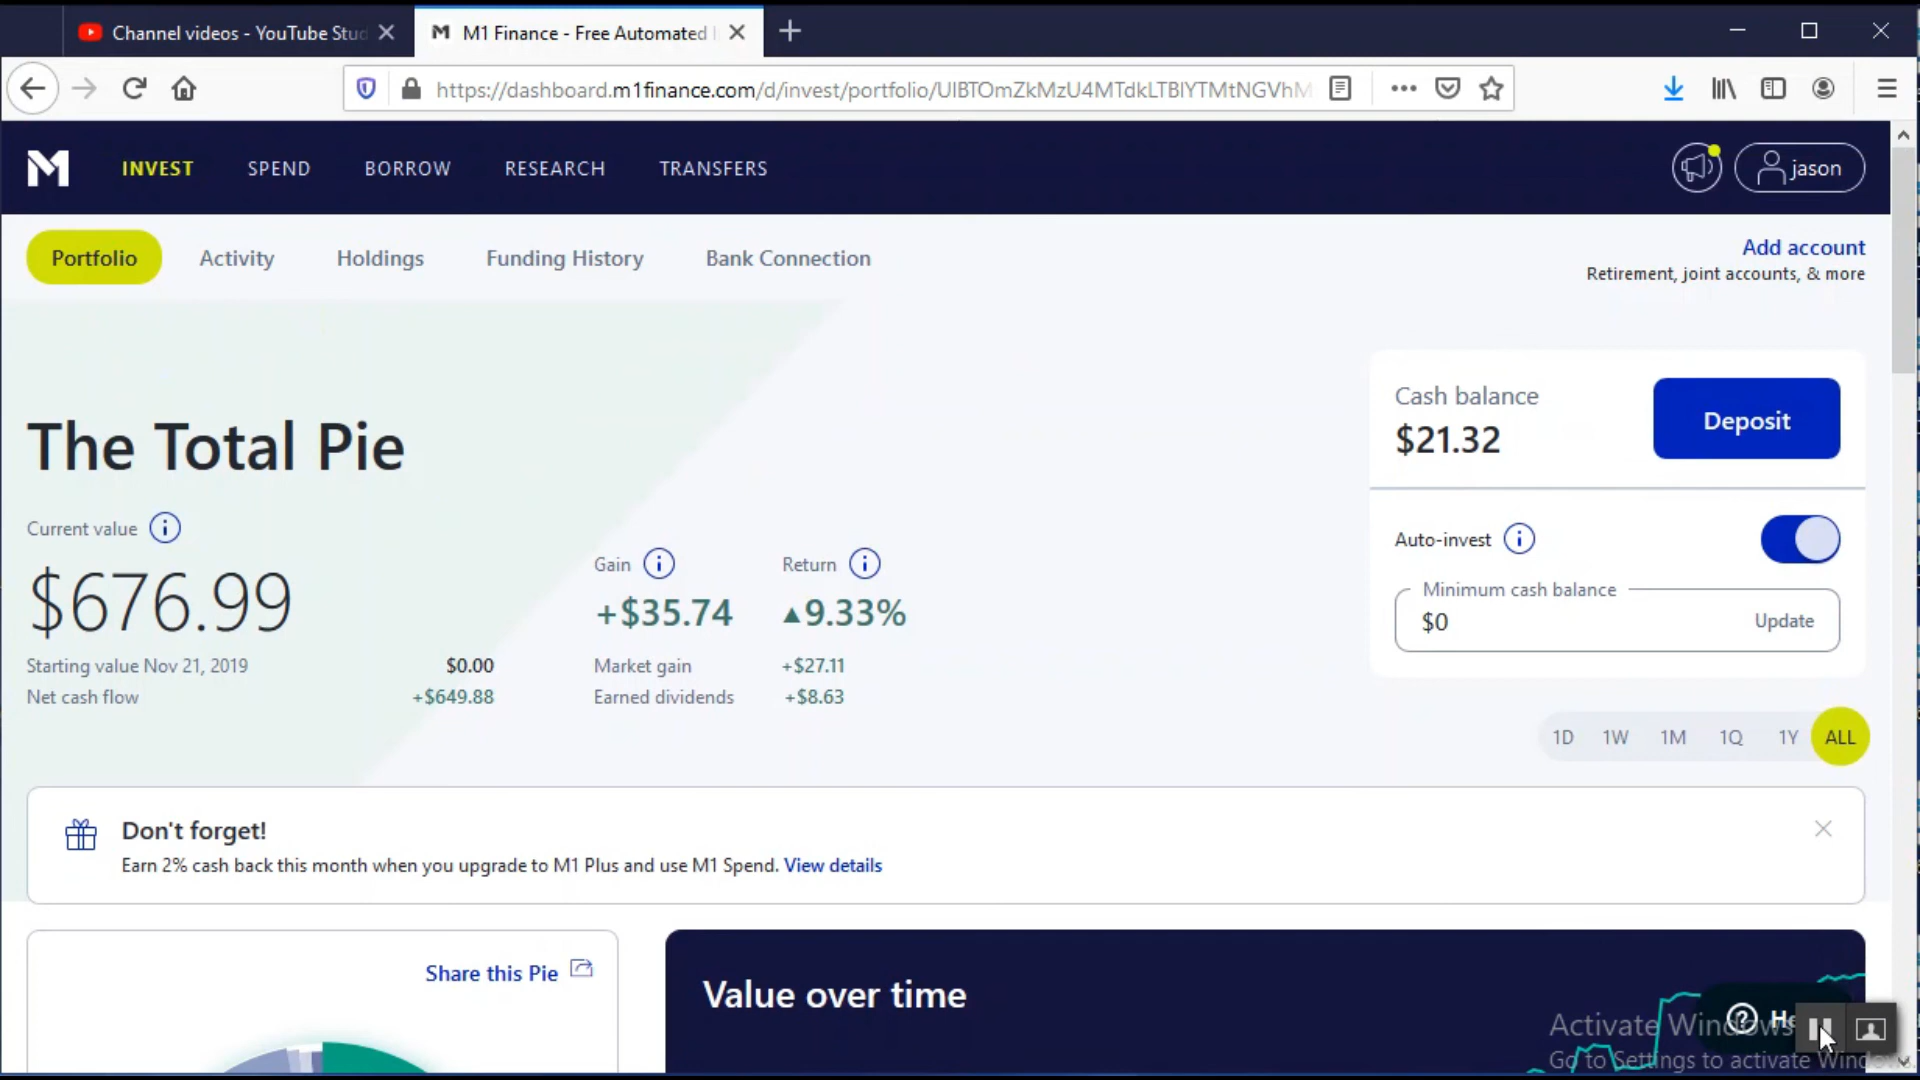 Channel videos - YouTube Stud
M1 Finance - Free Automated I
https://dashboard.m1finance.com/d/invest/portfolio/UlBTOmZkMzU4MTdkLTBlYTMtNGVhM
INVEST SPEND BORROW RESEARCH TRANSFERS
jason
Portfolio Activity Holdings Funding History Bank Connection
Add account
Retirement, joint accounts, & more
The Total Pie
Cash balance
$21.32
Deposit
Current value
$676.99
Gain
+$35.74
Return
▲9.33%
Auto-invest
Minimum cash balance
$0 Update
Starting value Nov 21, 2019 $0.00
Net cash flow +$649.88
Market gain +$27.11
Earned dividends +$8.63
1D 1W 1M 1Q 1Y ALL
Don't forget!
Earn 2% cash back this month when you upgrade to M1 Plus and use M1 Spend. View details
Share this Pie
Value over time
He
Activate Windows
Go to Settings to activate Windows.